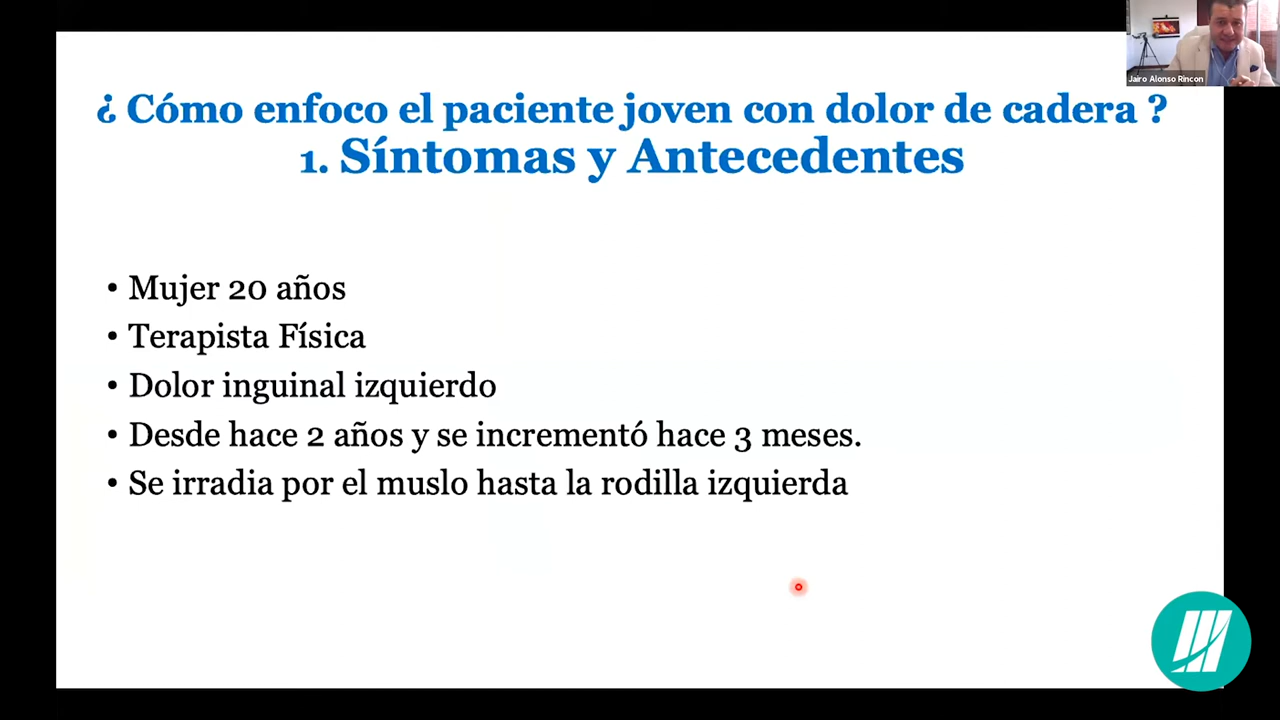 Jairo Alonso Rincon
¿ Cómo enfoco el paciente joven con dolor de cadera ?
1. Síntomas y Antecedentes
• Mujer 20 años
• Terapista Física
• Dolor inguinal izquierdo
• Desde hace 2 años y se incrementó hace 3 meses.
• Se irradia por el muslo hasta la rodilla izquierda